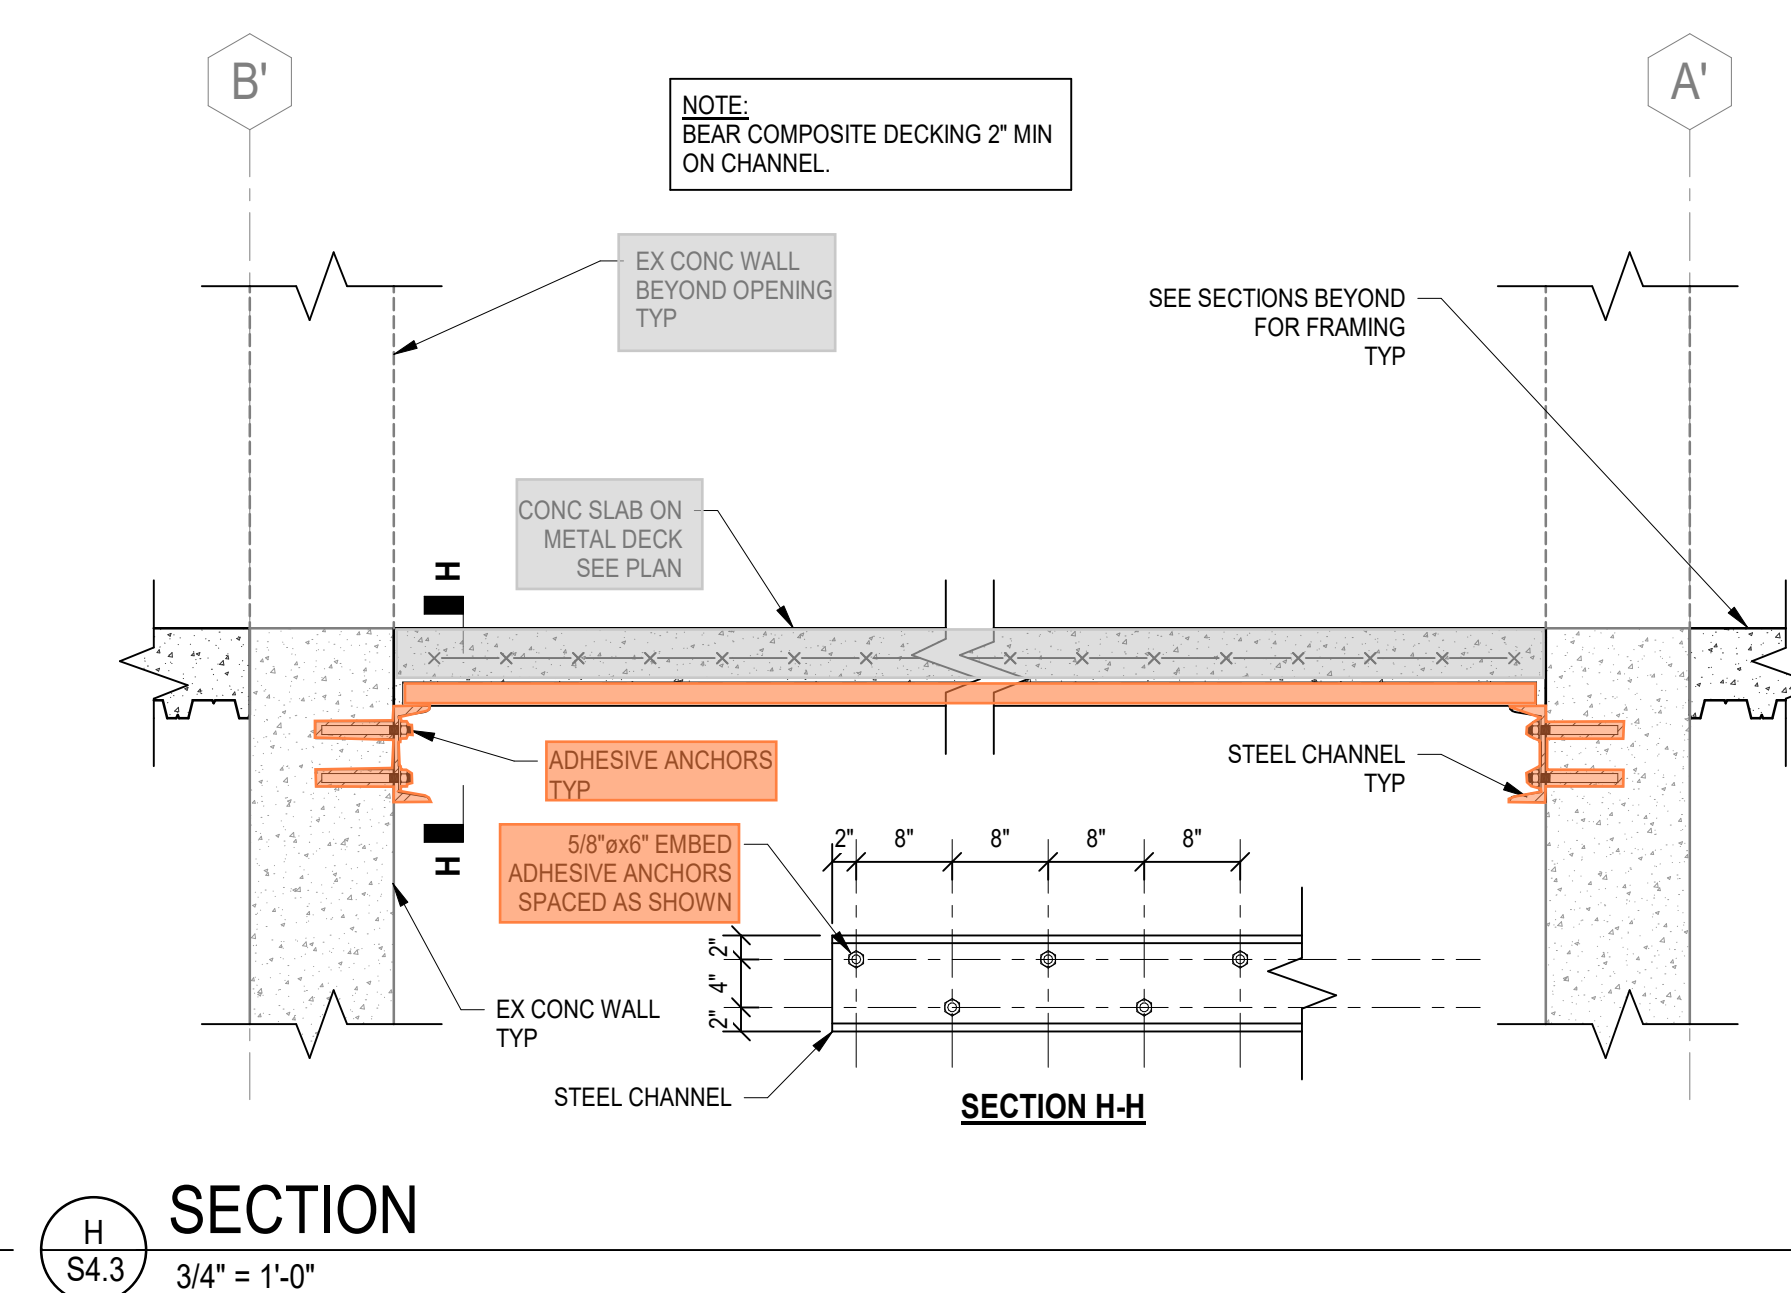 B'
A'
NOTE:
BEAR COMPOSITE DECKING 2" MIN
ON CHANNEL.
EX CONC WALL
BEYOND OPENING
TYP
SEE SECTIONS BEYOND
FOR FRAMING
TYP
CONC SLAB ON
METAL DECK
SEE PLAN
H
ADHESIVE ANCHORS
TYP
STEEL CHANNEL
TYP
H
5/8"øx6" EMBED
ADHESIVE ANCHORS
SPACED AS SHOWN
2" 8" 8" 8" 8"
2"
4"
2"
EX CONC WALL
TYP
STEEL CHANNEL
SECTION H-H
H
S4.3
SECTION
3/4" = 1'-0"